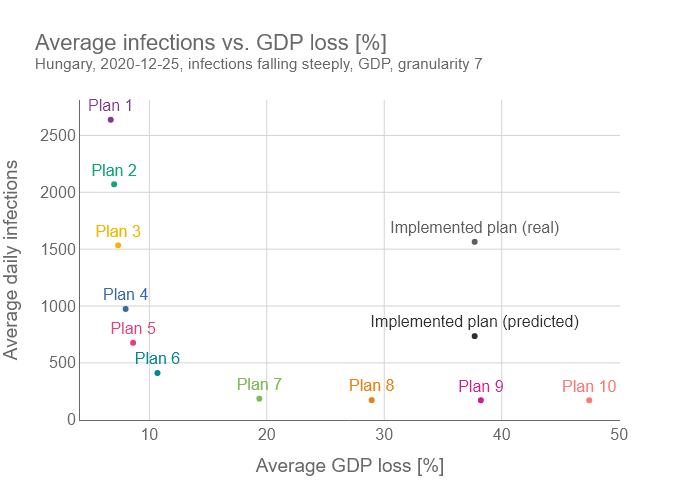 Average infections vs. GDP loss [%]
Hungary, 2020-12-25, infections falling steeply, GDP, granularity 7
Plan 1
2500
Plan 2
2000
Plan 3
Implemented plan (real)
1500
Plan 4
1000
Plan 5
Implemented plan (predicted)
Plan 6
500
Plan 7
Plan 8
Plan 9
Plan 10
0
10
20
30
40
50
Average daily infections
Average GDP loss [%]